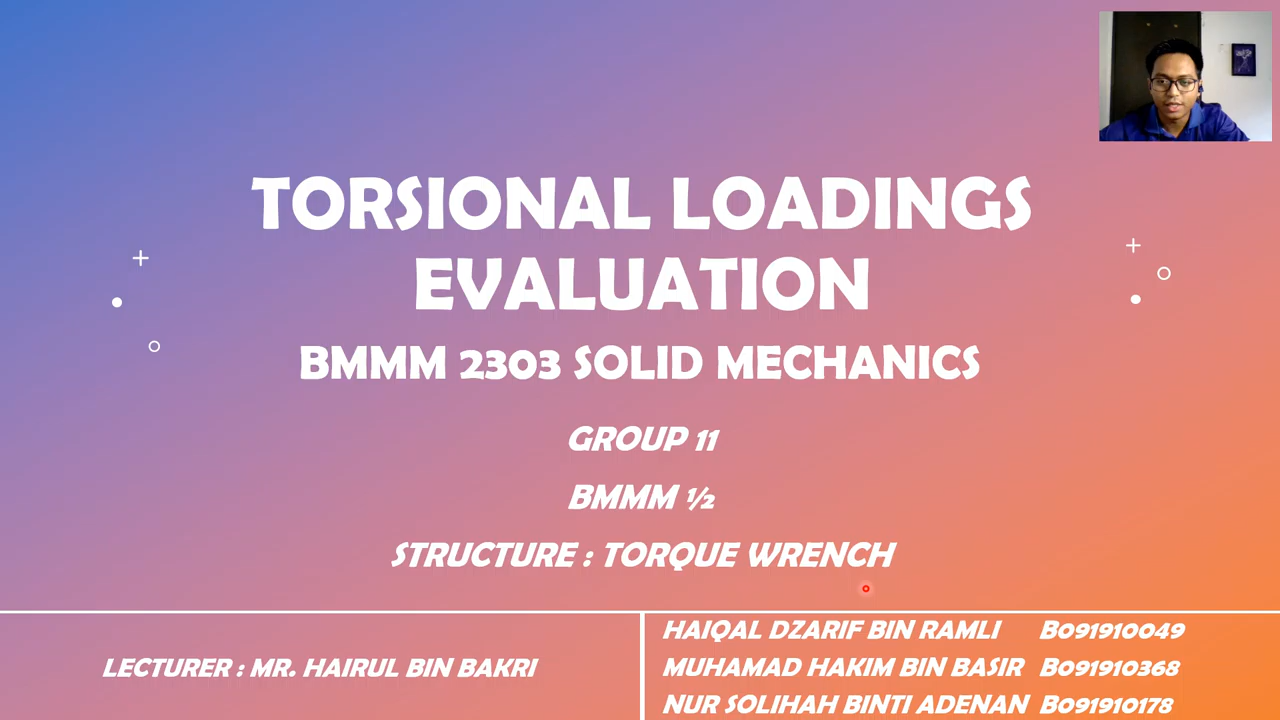 TORSIONAL LOADINGS
EVALUATION
BMMM 2303 SOLID MECHANICS
GROUP 11
BMMM ½
STRUCTURE : TORQUE WRENCH
LECTURER : MR. HAIRUL BIN BAKRI
HAIQAL DZARIF BIN RAMLI B091910049
MUHAMAD HAKIM BIN BASIR B091910368
NUR SOLIHAH BINTI ADENAN B091910178